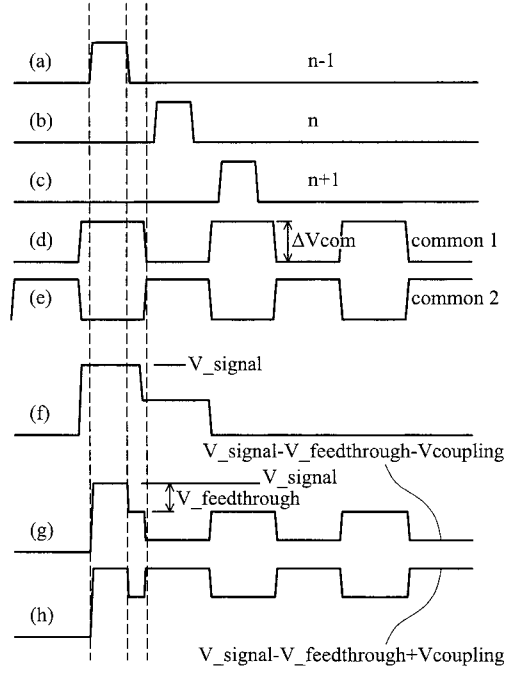 (a) n-1
(b) n
(c) n+1
(d) ΔVcom common 1
(e) common 2
V_signal
(f)
V_signal-V_feedthrough-Vcoupling
V_signal
V_feedthrough
(g)
(h)
V_signal-V_feedthrough+Vcoupling